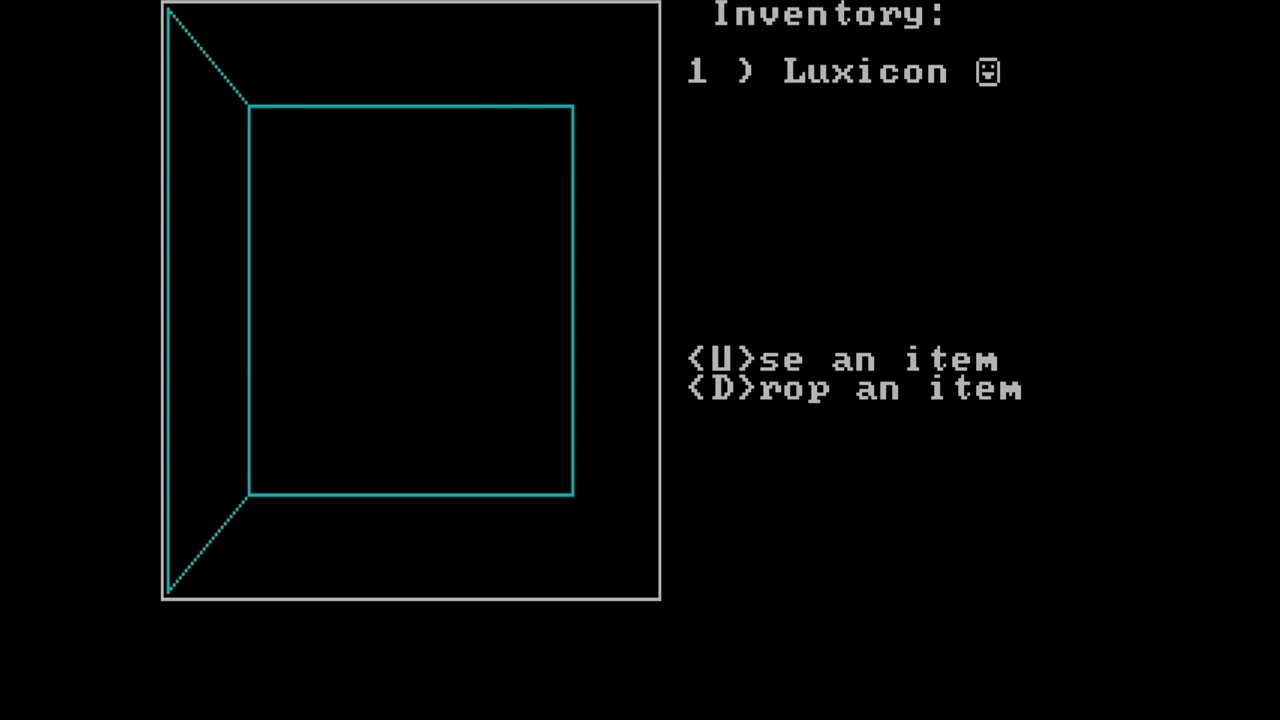 Inventory:
1 ) Luxicon ☺
<U>se an item
<D>rop an item